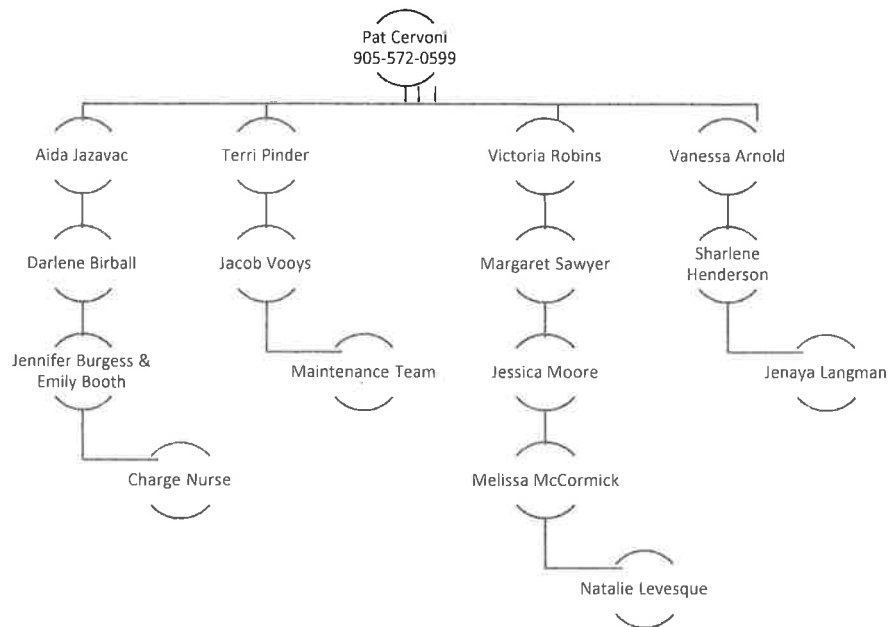 Pat Cervoni
905-572-0599
Aida Jazavac
Terri Pinder
Victoria Robins
Vanessa Arnold
Darlene Birball
Jacob Vooys
Margaret Sawyer
Sharlene
Henderson
Jennifer Burgess &
Emily Booth
Maintenance Team
Jessica Moore
Jenaya Langman
Charge Nurse
Melissa McCormick
Natalie Levesque